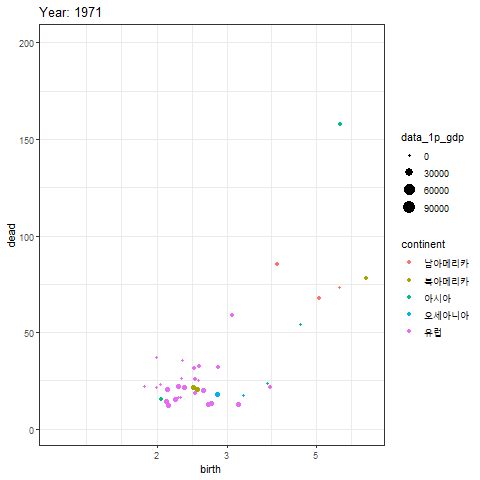 Year: 1971
200
150
100
50
0
dead
2
3
5
birth
data_1p_gdp
0
30000
60000
90000
continent
남아메리카
북아메리카
아시아
오세아니아
유럽